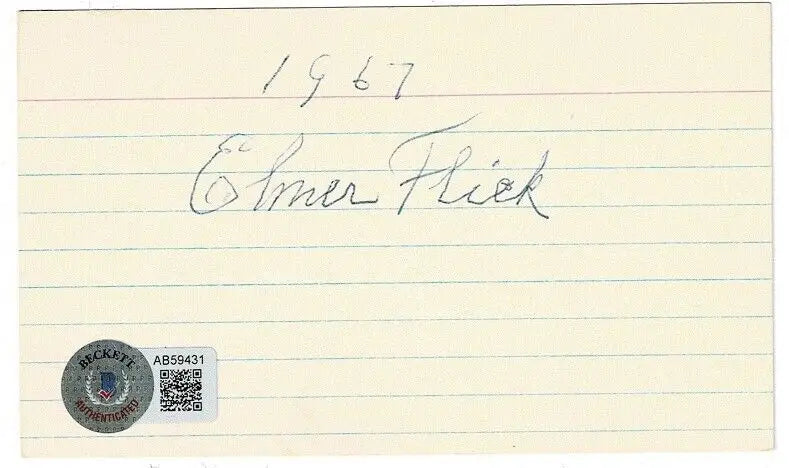 1967
Elmer Flick
BECKETT
AUTHENTICATED
AB59431